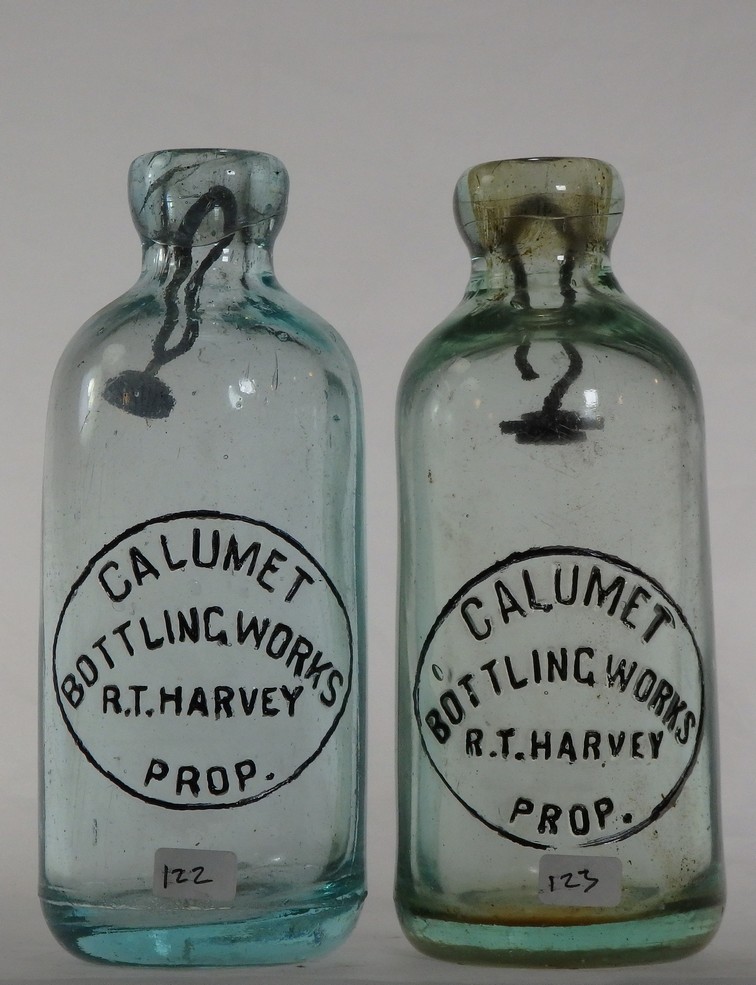 CALUMET
BOTTLING WORKS
R.T. HARVEY
PROP.
122
CALUMET
BOTTLING WORKS
R.T. HARVEY
PROP.
123